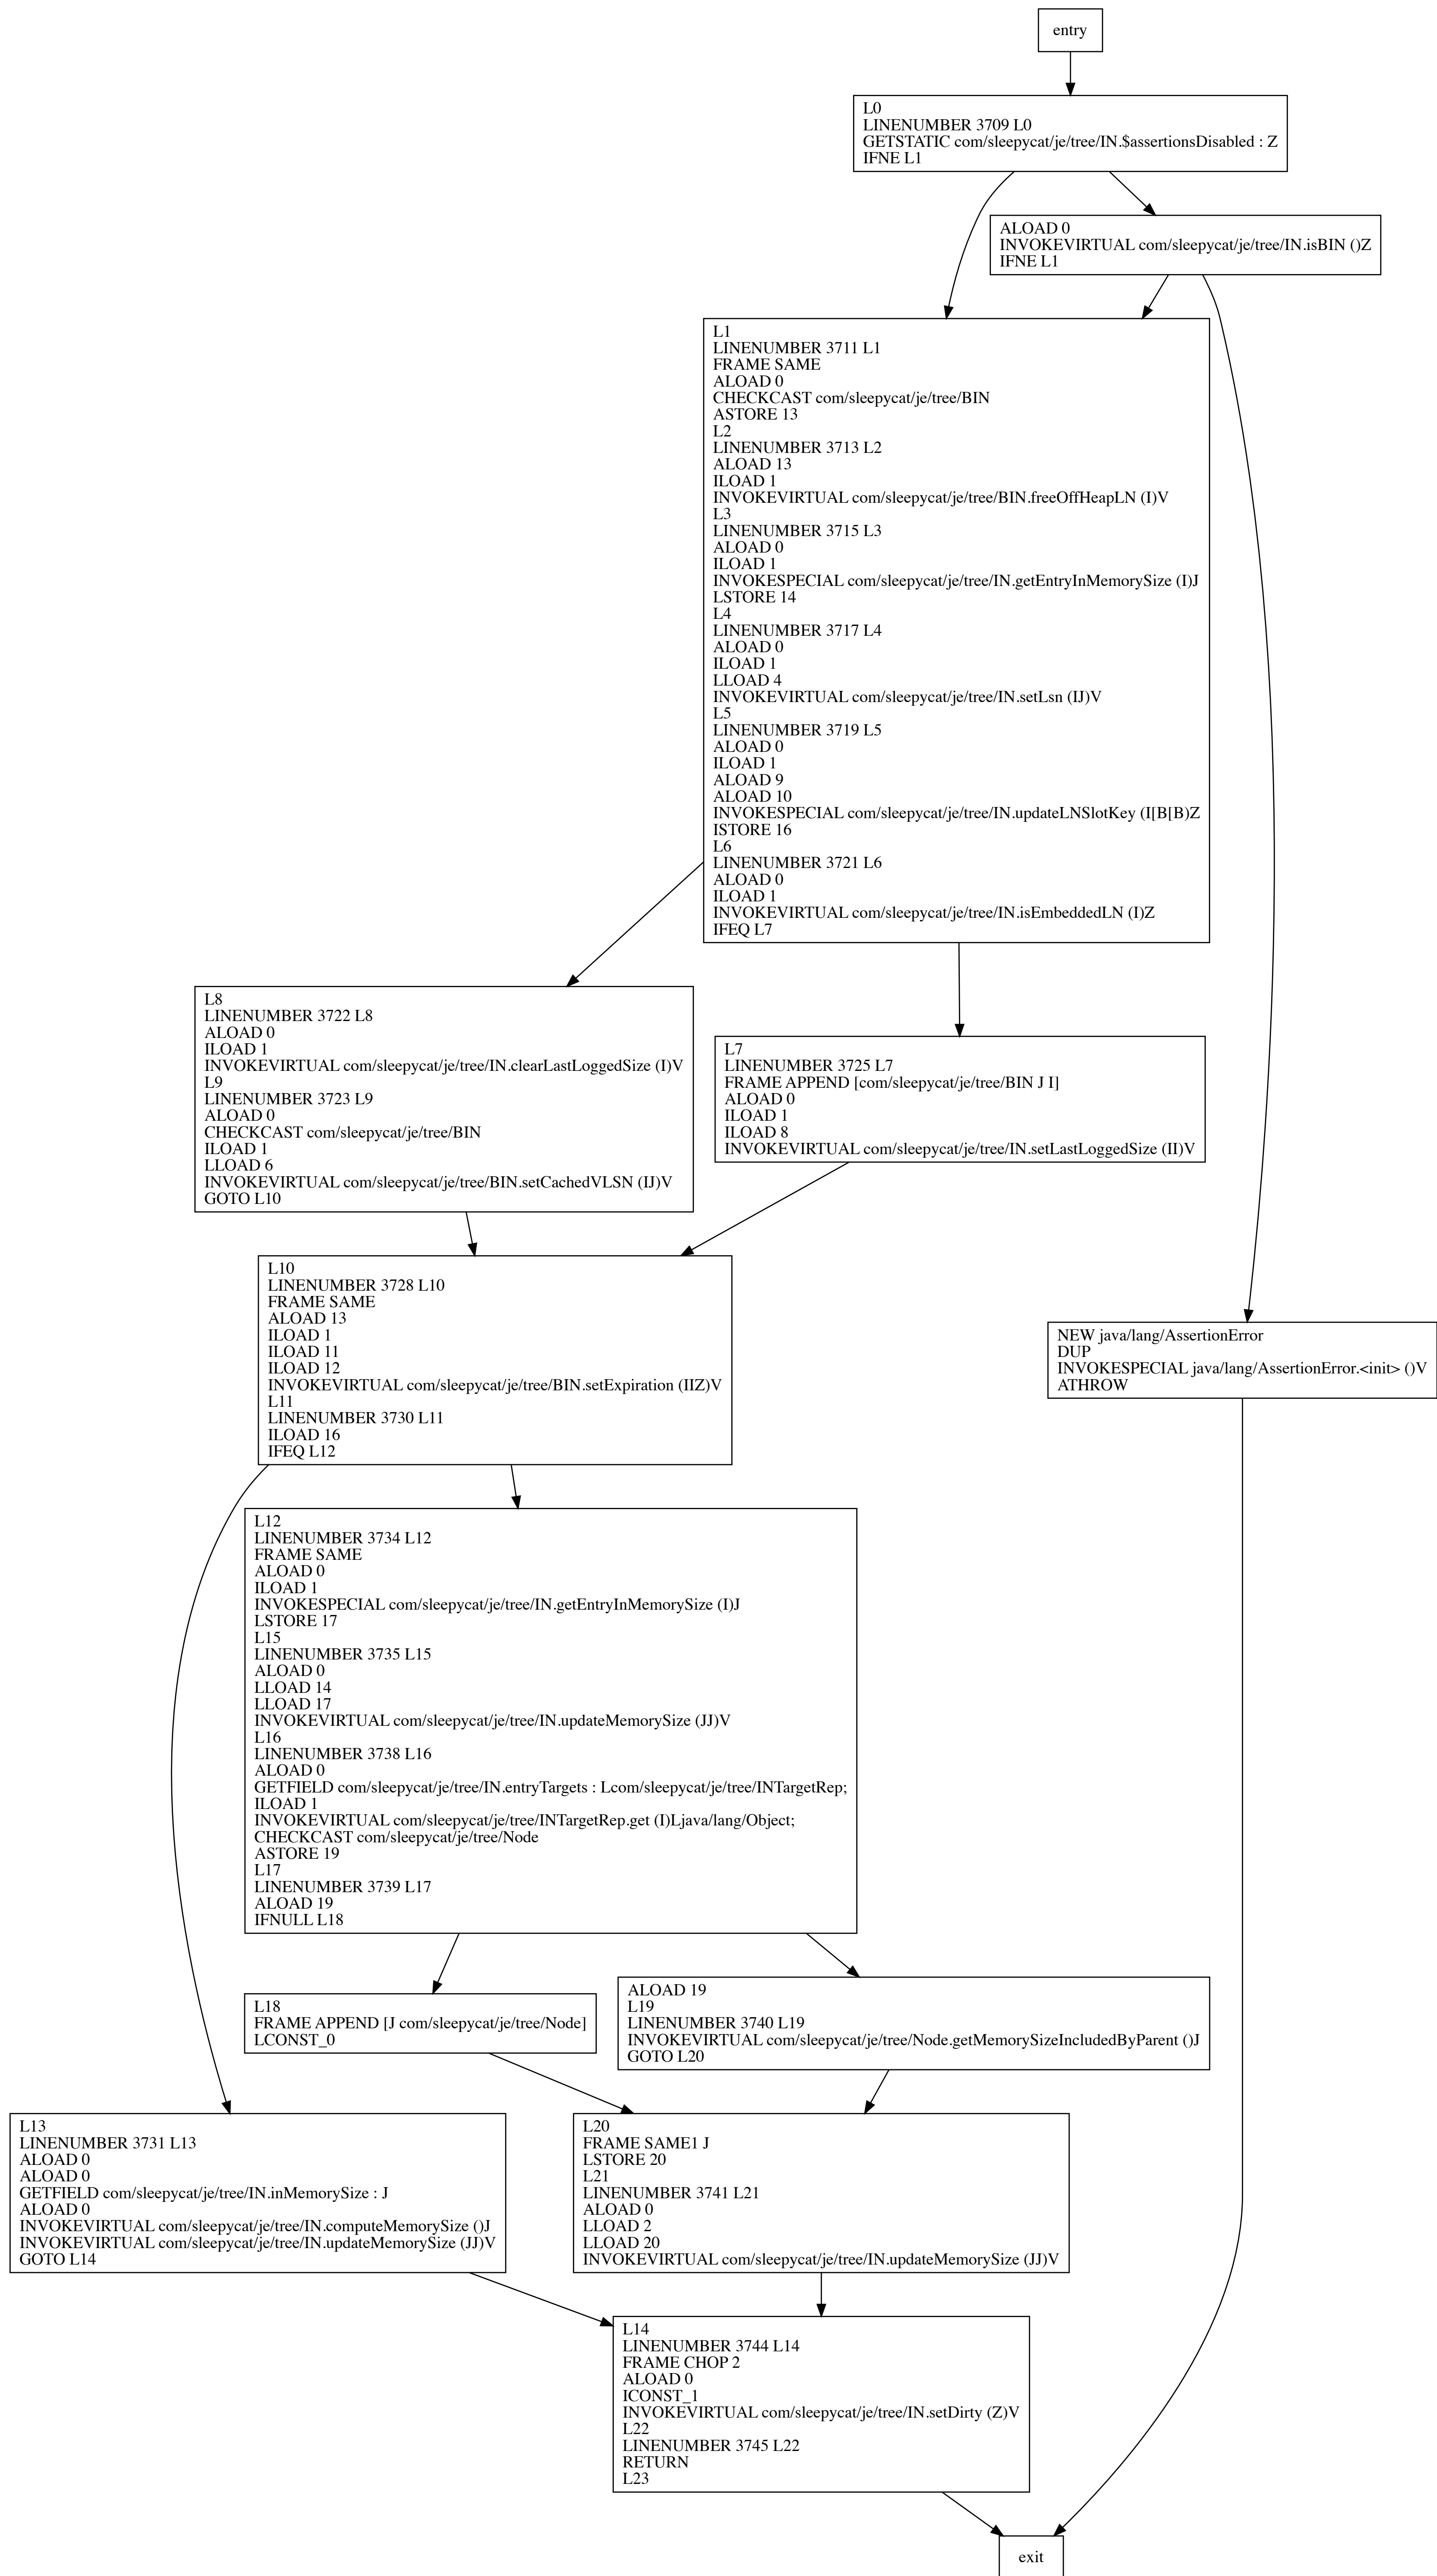 entry
L0
LINENUMBER 3709 L0
GETSTATIC com/sleepycat/je/tree/IN.$assertionsDisabled : Z
IFNE L1
ALOAD 0
INVOKEVIRTUAL com/sleepycat/je/tree/IN.isBIN ()Z
IFNE L1
L1
LINENUMBER 3711 L1
FRAME SAME
ALOAD 0
CHECKCAST com/sleepycat/je/tree/BIN
ASTORE 13
L2
LINENUMBER 3713 L2
ALOAD 13
ILOAD 1
INVOKEVIRTUAL com/sleepycat/je/tree/BIN.freeOffHeapLN (I)V
L3
LINENUMBER 3715 L3
ALOAD 0
ILOAD 1
INVOKESPECIAL com/sleepycat/je/tree/IN.getEntryInMemorySize (I)J
LSTORE 14
L4
LINENUMBER 3717 L4
ALOAD 0
ILOAD 1
LLOAD 4
INVOKEVIRTUAL com/sleepycat/je/tree/IN.setLsn (IJ)V
L5
LINENUMBER 3719 L5
ALOAD 0
ILOAD 1
ALOAD 9
ALOAD 10
INVOKESPECIAL com/sleepycat/je/tree/IN.updateLNSlotKey (I[B[B)Z
ISTORE 16
L6
LINENUMBER 3721 L6
ALOAD 0
ILOAD 1
INVOKEVIRTUAL com/sleepycat/je/tree/IN.isEmbeddedLN (I)Z
IFEQ L7
L8
LINENUMBER 3722 L8
ALOAD 0
ILOAD 1
INVOKEVIRTUAL com/sleepycat/je/tree/IN.clearLastLoggedSize (I)V
L9
LINENUMBER 3723 L9
ALOAD 0
CHECKCAST com/sleepycat/je/tree/BIN
ILOAD 1
LLOAD 6
INVOKEVIRTUAL com/sleepycat/je/tree/BIN.setCachedVLSN (IJ)V
GOTO L10
L7
LINENUMBER 3725 L7
FRAME APPEND [com/sleepycat/je/tree/BIN J I]
ALOAD 0
ILOAD 1
ILOAD 8
INVOKEVIRTUAL com/sleepycat/je/tree/IN.setLastLoggedSize (II)V
L10
LINENUMBER 3728 L10
FRAME SAME
ALOAD 13
ILOAD 1
ILOAD 11
ILOAD 12
INVOKEVIRTUAL com/sleepycat/je/tree/BIN.setExpiration (IIZ)V
L11
LINENUMBER 3730 L11
ILOAD 16
IFEQ L12
NEW java/lang/AssertionError
DUP
INVOKESPECIAL java/lang/AssertionError.<init> ()V
ATHROW
L12
LINENUMBER 3734 L12
FRAME SAME
ALOAD 0
ILOAD 1
INVOKESPECIAL com/sleepycat/je/tree/IN.getEntryInMemorySize (I)J
LSTORE 17
L15
LINENUMBER 3735 L15
ALOAD 0
LLOAD 14
LLOAD 17
INVOKEVIRTUAL com/sleepycat/je/tree/IN.updateMemorySize (JJ)V
L16
LINENUMBER 3738 L16
ALOAD 0
GETFIELD com/sleepycat/je/tree/IN.entryTargets : Lcom/sleepycat/je/tree/INTargetRep;
ILOAD 1
INVOKEVIRTUAL com/sleepycat/je/tree/INTargetRep.get (I)Ljava/lang/Object;
CHECKCAST com/sleepycat/je/tree/Node
ASTORE 19
L17
LINENUMBER 3739 L17
ALOAD 19
IFNULL L18
L18
FRAME APPEND [J com/sleepycat/je/tree/Node]
LCONST_0
ALOAD 19
L19
LINENUMBER 3740 L19
INVOKEVIRTUAL com/sleepycat/je/tree/Node.getMemorySizeIncludedByParent ()J
GOTO L20
L13
LINENUMBER 3731 L13
ALOAD 0
ALOAD 0
GETFIELD com/sleepycat/je/tree/IN.inMemorySize : J
ALOAD 0
INVOKEVIRTUAL com/sleepycat/je/tree/IN.computeMemorySize ()J
INVOKEVIRTUAL com/sleepycat/je/tree/IN.updateMemorySize (JJ)V
GOTO L14
L20
FRAME SAME1 J
LSTORE 20
L21
LINENUMBER 3741 L21
ALOAD 0
LLOAD 2
LLOAD 20
INVOKEVIRTUAL com/sleepycat/je/tree/IN.updateMemorySize (JJ)V
L14
LINENUMBER 3744 L14
FRAME CHOP 2
ALOAD 0
ICONST_1
INVOKEVIRTUAL com/sleepycat/je/tree/IN.setDirty (Z)V
L22
LINENUMBER 3745 L22
RETURN
L23
exit